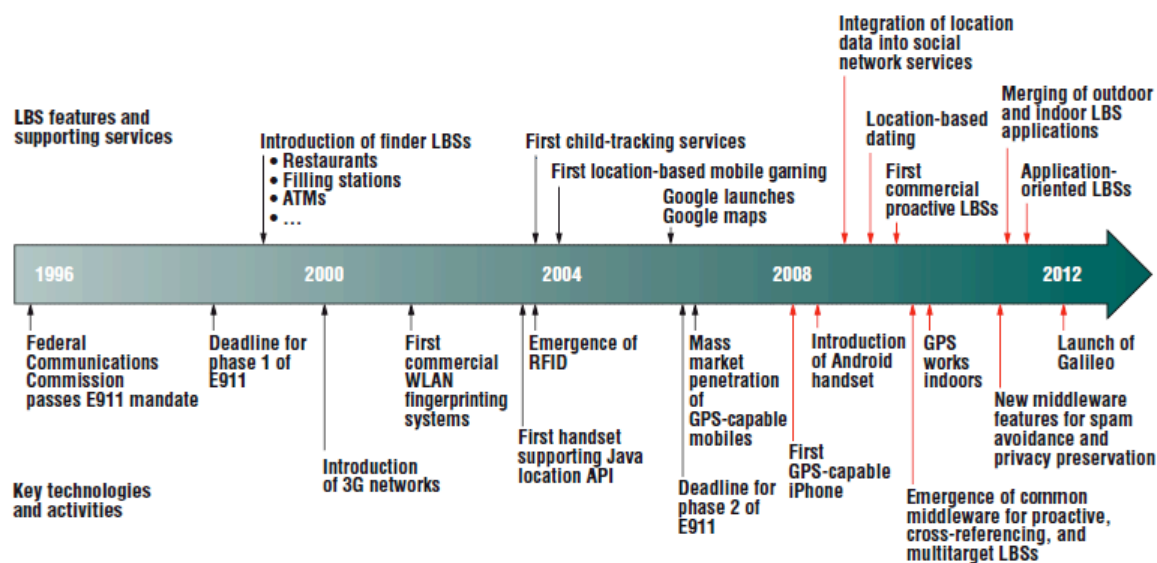 Integration of location
data into social
network services
Merging of outdoor
and indoor LBS
applications
LBS features and
supporting services
Introduction of finder LBSs
• Restaurants
• Filling stations
• ATMs
• ...
First child-tracking services
First location-based mobile gaming
Google launches
Google maps
Location-based
dating
First
commercial
proactive LBSs
Application-
oriented LBSs
1996
2000
2004
2008
2012
Federal
Communications
Commission
passes E911 mandate
Deadline for
phase 1 of
E911
Introduction
of 3G networks
First
commercial
WLAN
fingerprinting
systems
Emergence of
RFID
First handset
supporting Java
location API
Mass
market
penetration
of
GPS-capable
mobiles
Deadline for
phase 2 of
E911
Introduction
of Android
handset
First
GPS-capable
iPhone
GPS
works
indoors
Emergence of common
middleware for proactive,
cross-referencing, and
multitarget LBSs
New middleware
features for spam
avoidance and
privacy preservation
Launch of
Galileo
Key technologies
and activities